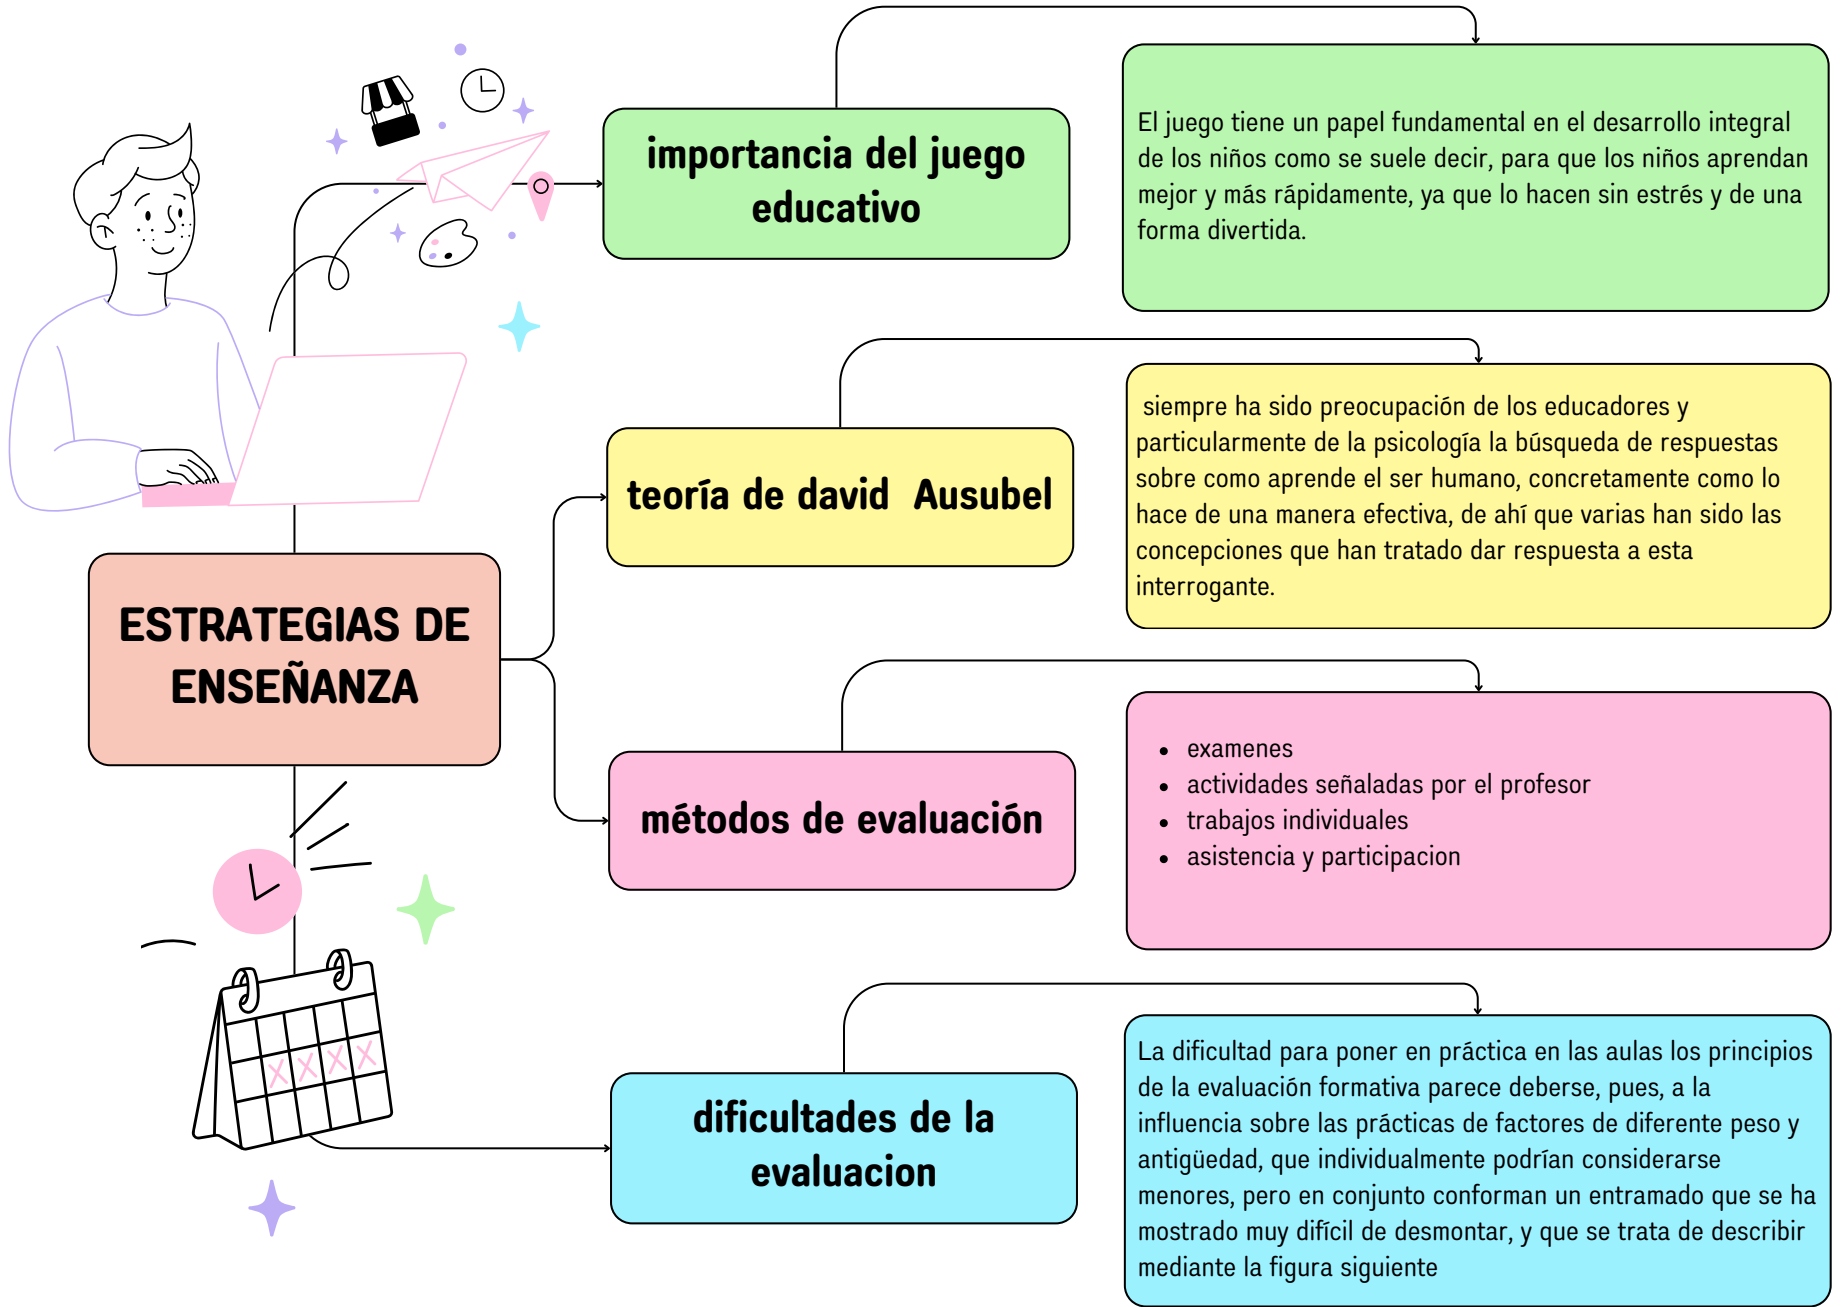 importancia del juego
educativo
El juego tiene un papel fundamental en el desarrollo integral
de los niños como se suele decir, para que los niños aprendan
mejor y más rápidamente, ya que lo hacen sin estrés y de una
forma divertida.
teoría de david  Ausubel
siempre ha sido preocupación de los educadores y
particularmente de la psicología la búsqueda de respuestas
sobre como aprende el ser humano, concretamente como lo
hace de una manera efectiva, de ahí que varias han sido las
concepciones que han tratado dar respuesta a esta
interrogante.
ESTRATEGIAS DE
ENSEÑANZA
métodos de evaluación
• examenes
• actividades señaladas por el profesor
• trabajos individuales
• asistencia y participacion
dificultades de la
evaluacion
La dificultad para poner en práctica en las aulas los principios
de la evaluación formativa parece deberse, pues, a la
influencia sobre las prácticas de factores de diferente peso y
antigüedad, que individualmente podrían considerarse
menores, pero en conjunto conforman un entramado que se ha
mostrado muy difícil de desmontar, y que se trata de describir
mediante la figura siguiente